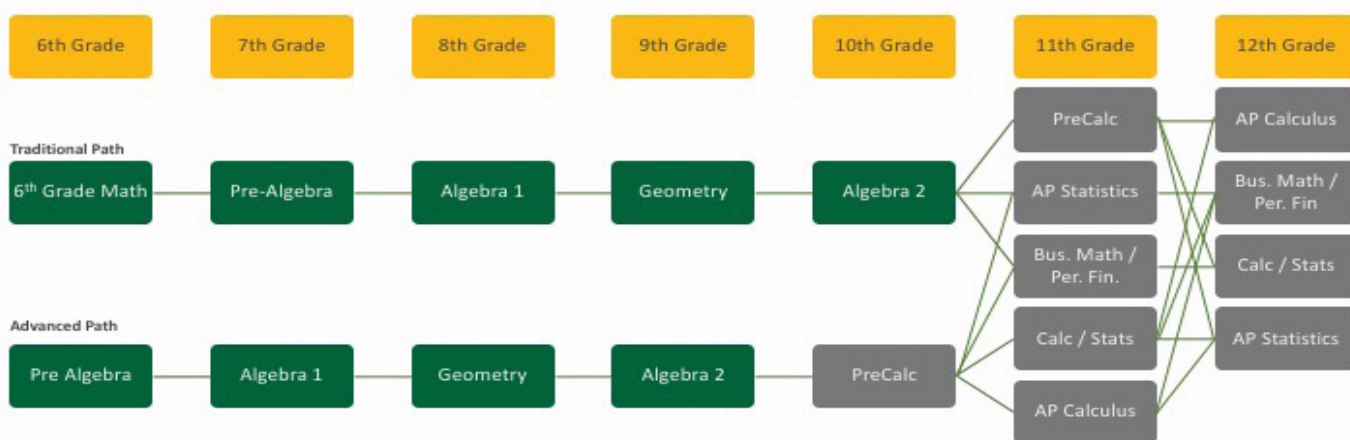 6th Grade
7th Grade
8th Grade
9th Grade
10th Grade
11th Grade
12th Grade
Traditional Path
6th Grade Math
Pre-Algebra
Algebra 1
Geometry
Algebra 2
PreCalc
AP Statistics
Bus. Math /
Per. Fin.
Calc / Stats
AP Calculus
AP Calculus
Bus. Math /
Per. Fin
Calc / Stats
AP Statistics
Advanced Path
Pre Algebra
Algebra 1
Geometry
Algebra 2
PreCalc